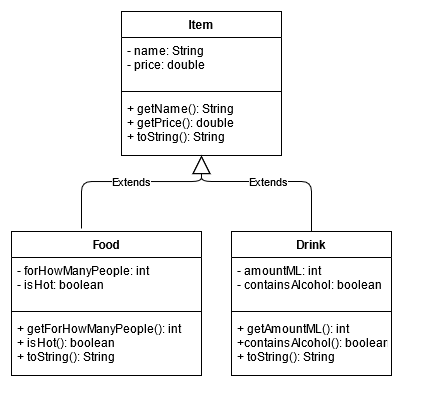 Item
- name: String
- price: double
+ getName(): String
+ getPrice(): double
+ toString(): String
Extends
Extends
Food
- forHowManyPeople: int
- isHot: boolean
+ getForHowManyPeople(): int
+ isHot(): boolean
+ toString(): String
Drink
- amountML: int
- containsAlcohol: boolean
+ getAmountML(): int
+containsAlcohol(): boolear
+ toString(): String